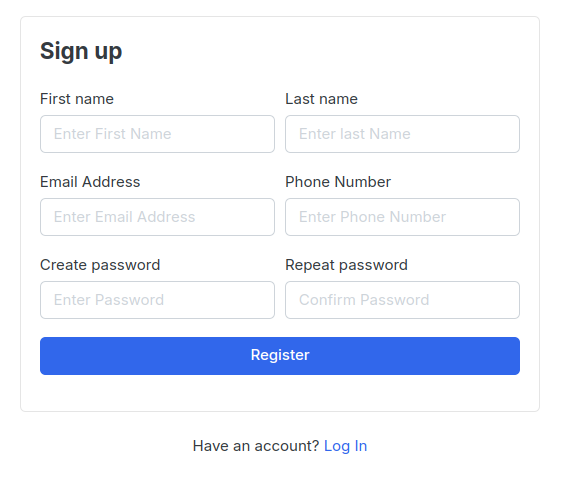 Sign up
First name Last name
Enter First Name Enter last Name
Email Address Phone Number
Enter Email Address Enter Phone Number
Create password Repeat password
Enter Password Confirm Password
Register
Have an account? Log In